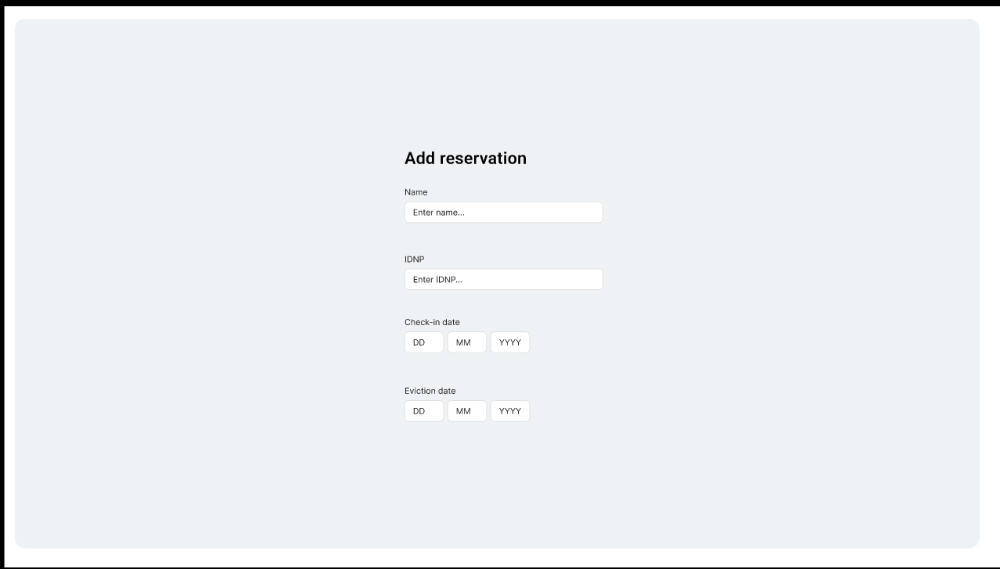 Add reservation
Name
Enter name...
IDNP
Enter IDNP...
Check-in date
DD MM YYYY
Eviction date
DD MM YYYY